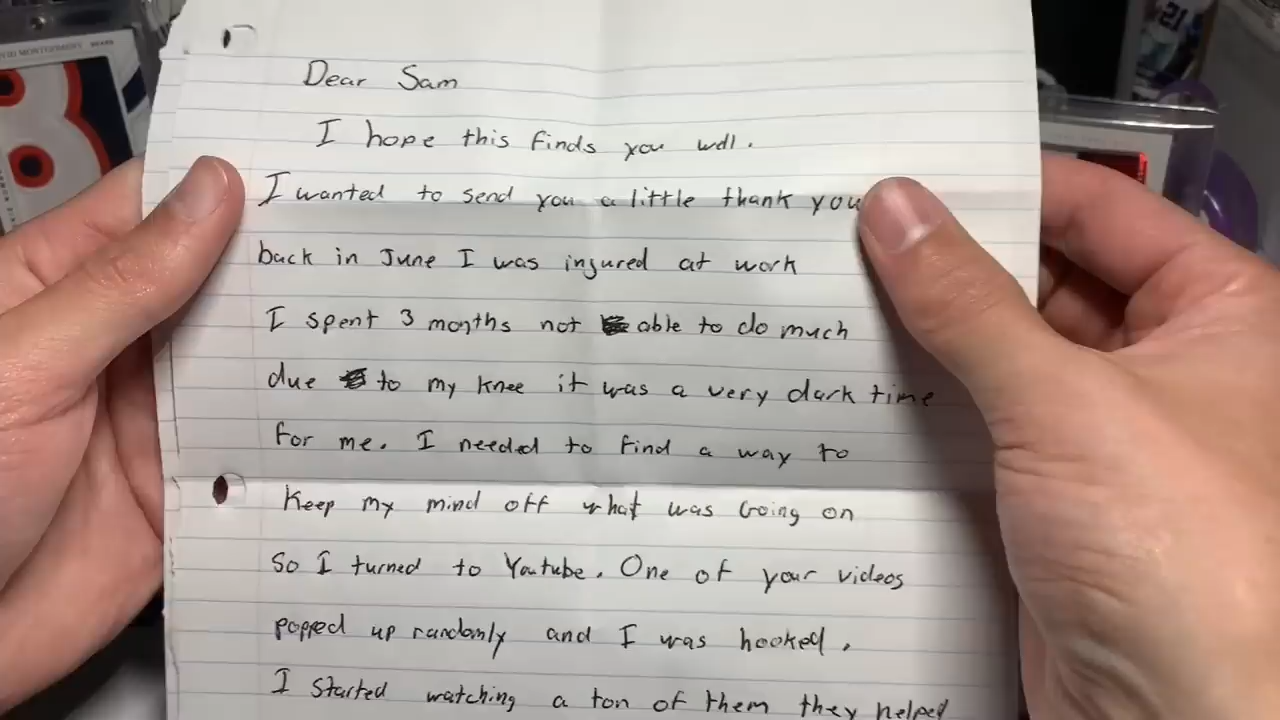 Dear Sam
I hope this finds you well.
I wanted to send you a little thank you
back in June I was injured at work
I spent 3 months not able to do much
due to my knee it was a very dark time
for me. I needed to find a way to
Keep my mind off what was Going on
So I turned to Youtube. One of your videos
popped up randomly and I was hooked.
I Started watching a ton of them they helped
MONTGOMERY BEARS
21